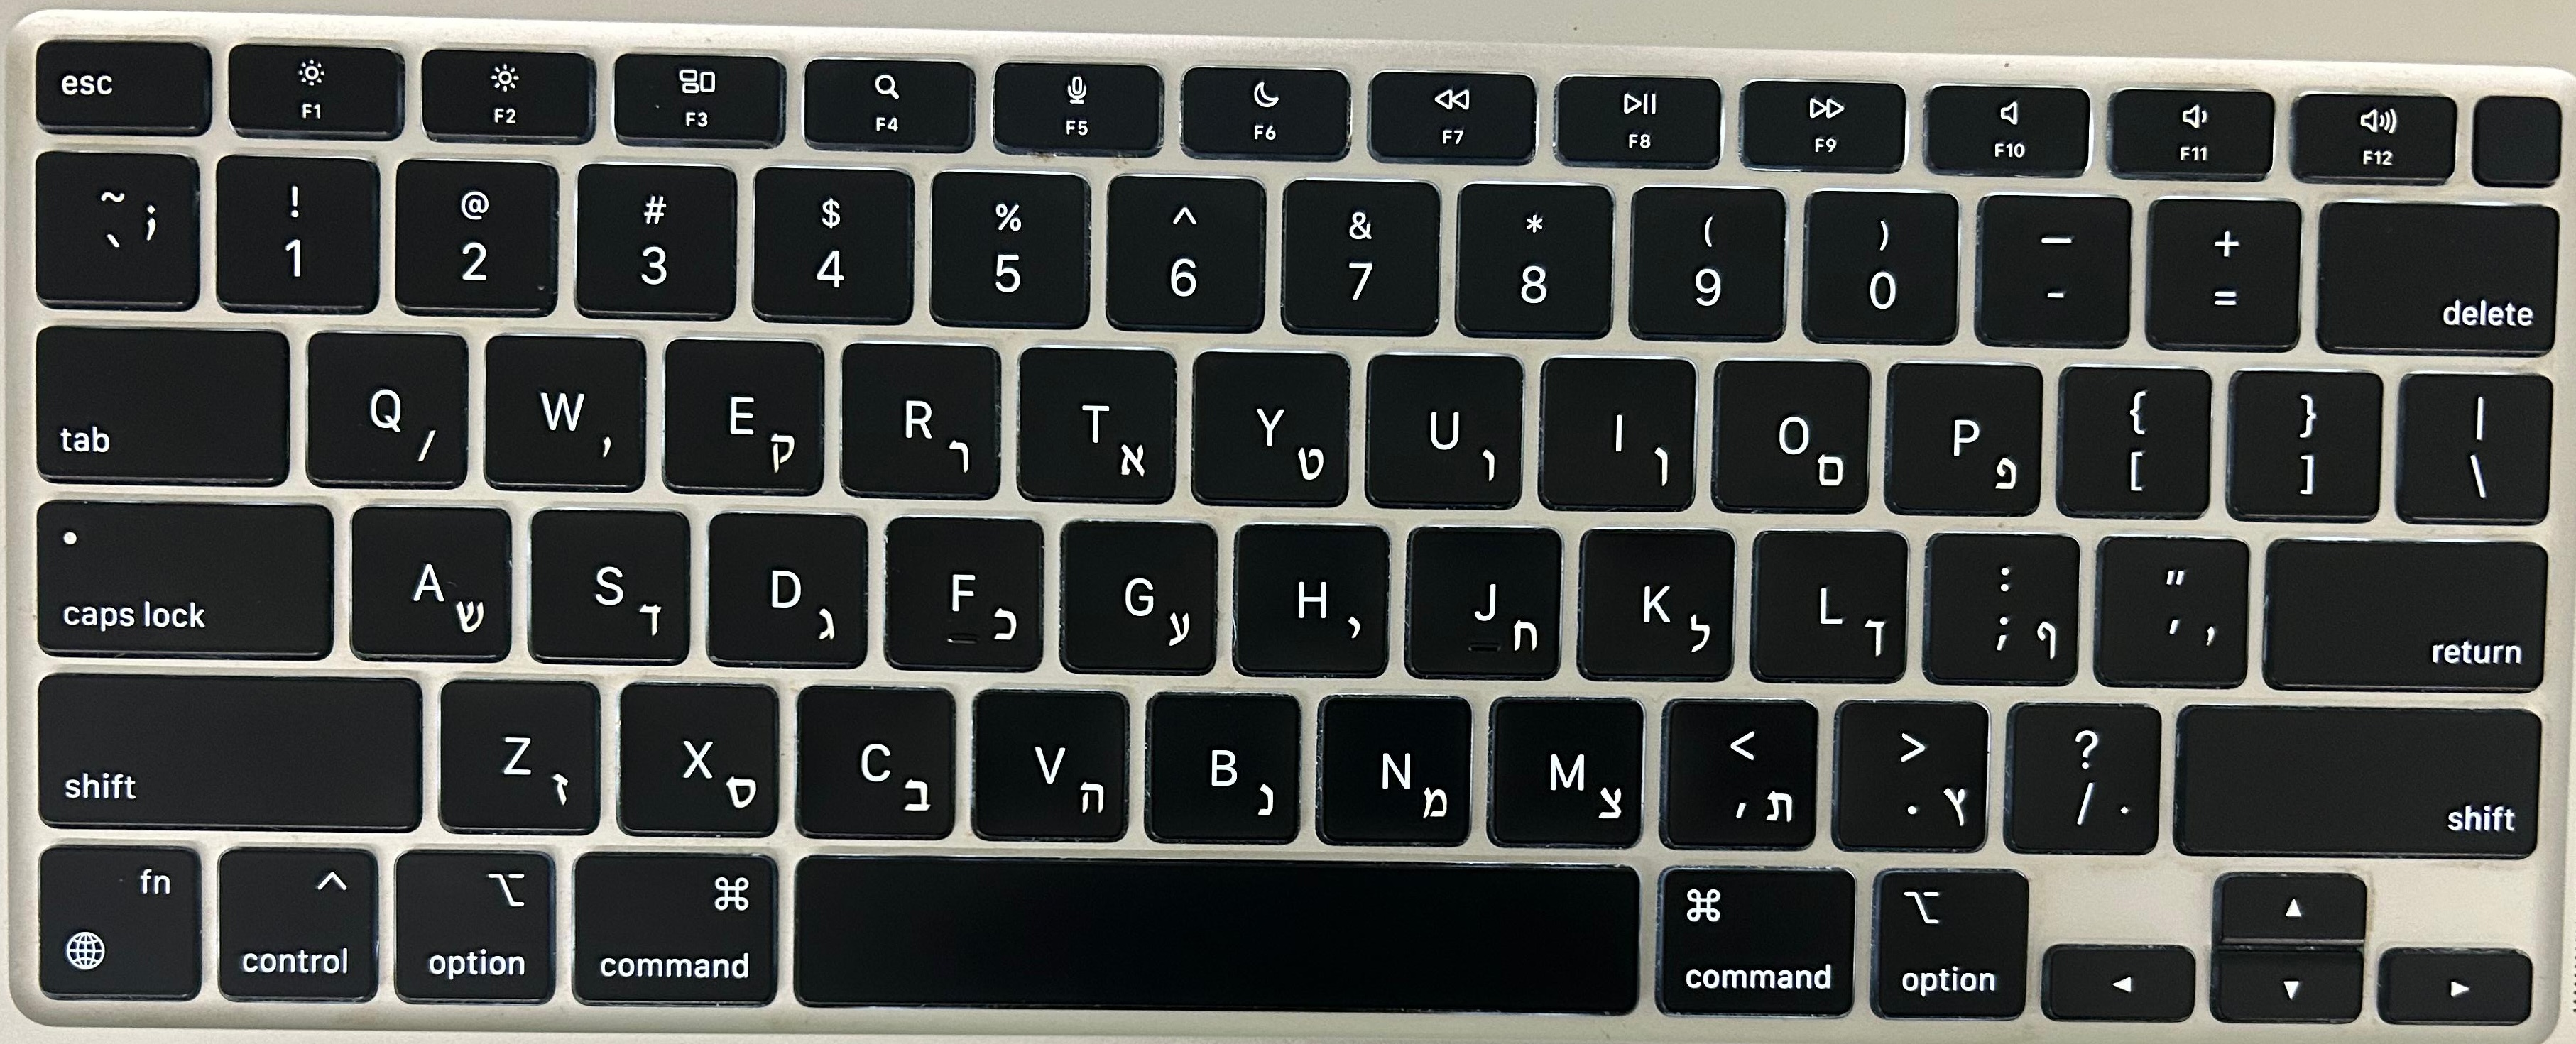 esc F1 F2 F3 F4 F5 F6 F7 F8 F9 F10 F11 F12
~ ` ; ! 1 @ 2 # 3 $ 4 % 5 ^ 6 & 7 * 8 ( 9 ) 0 — - + = delete
tab Q / W ' E ק R ר T א Y ט U ו I ן O ם P פ { [ } ] | \
caps lock A ש S ד D ג F כ G ע H י J ח K ל L ך : ; ף " ' , return
shift Z ז X ס C ב V ה B נ N מ M צ < , ת > . ץ ? / . shift
fn ^ control ⌥ option ⌘ command ⌘ command ⌥ option ◄ ▲ ▼ ►